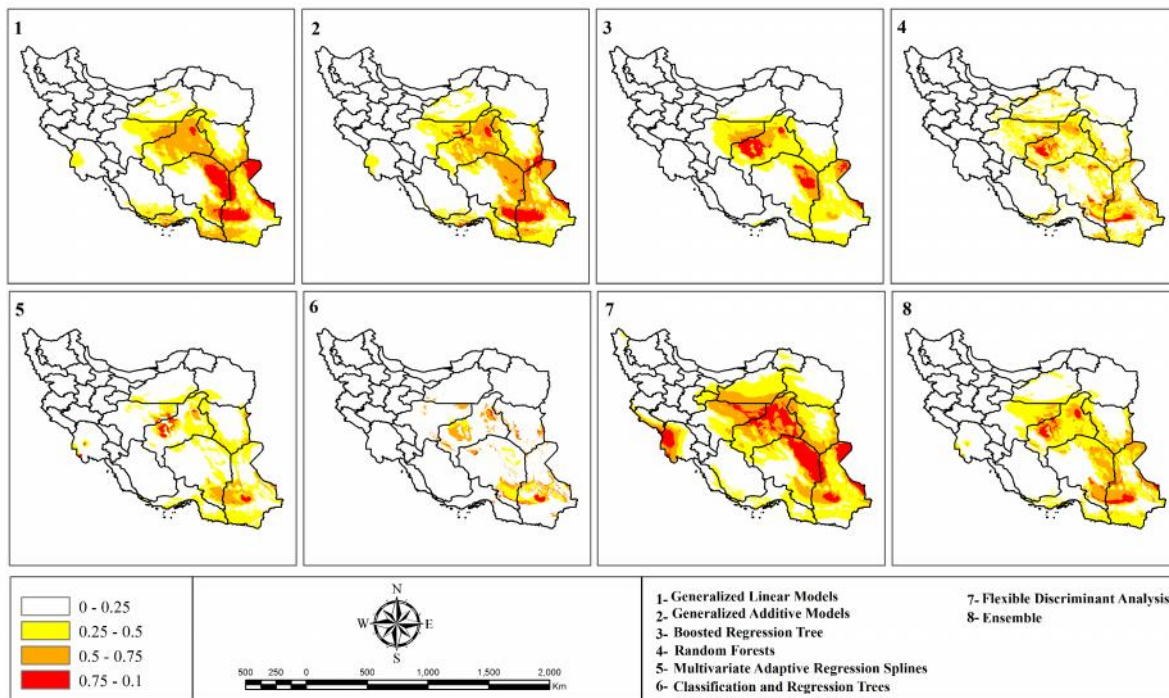 1
2
3
4
5
6
7
8
0 - 0.25
0.25 - 0.5
0.5 - 0.75
0.75 - 0.1
N
W E
S
500 250 0 500 1,000 1,500 2,000
Km
1- Generalized Linear Models
2- Generalized Additive Models
3- Boosted Regression Tree
4- Random Forests
5- Multivariate Adaptive Regression Splines
6- Classification and Regression Trees
7- Flexible Discriminant Analysis
8- Ensemble